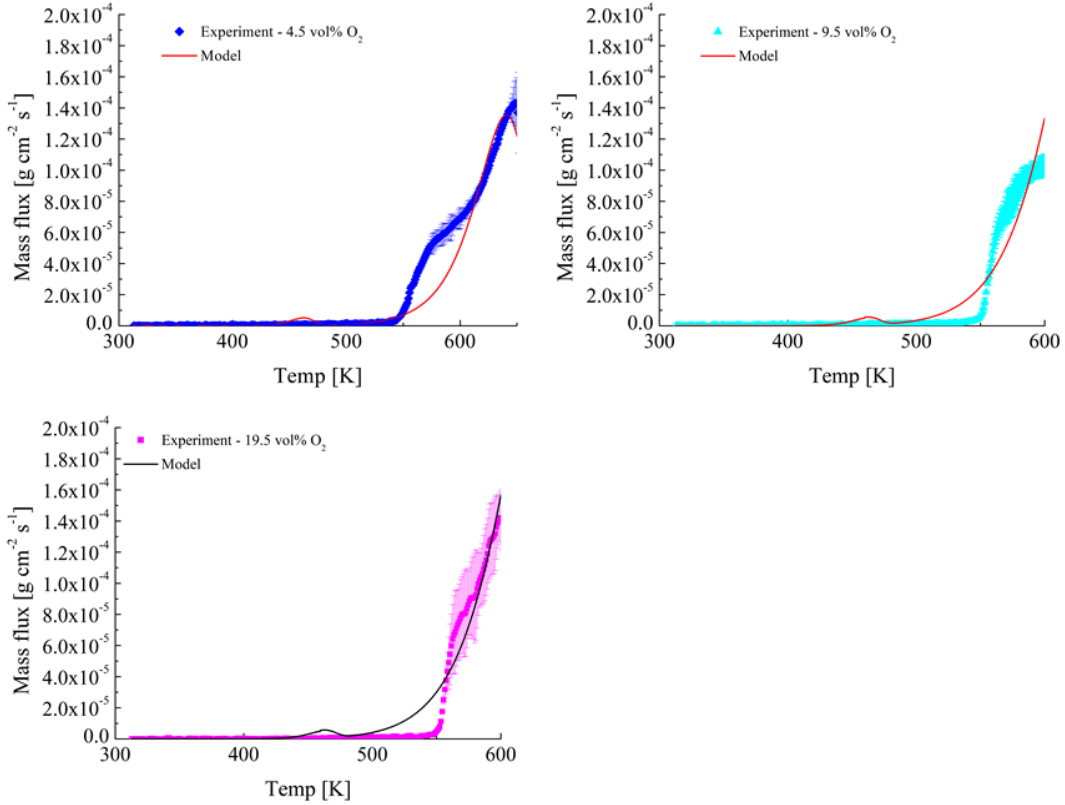 Experiment - 4.5 vol% O2
Model
2.0x10-4
1.8x10-4
1.6x10-4
1.4x10-4
1.2x10-4
1.0x10-4
8.0x10-5
6.0x10-5
4.0x10-5
2.0x10-5
0.0
Mass flux [g cm-2 s-1]
300
400
500
600
Temp [K]
Experiment - 9.5 vol% O2
Model
2.0x10-4
1.8x10-4
1.6x10-4
1.4x10-4
1.2x10-4
1.0x10-4
8.0x10-5
6.0x10-5
4.0x10-5
2.0x10-5
0.0
Mass flux [g cm-2 s-1]
300
400
500
600
Temp [K]
Experiment - 19.5 vol% O2
Model
2.0x10-4
1.8x10-4
1.6x10-4
1.4x10-4
1.2x10-4
1.0x10-4
8.0x10-5
6.0x10-5
4.0x10-5
2.0x10-5
0.0
Mass flux [g cm-2 s-1]
300
400
500
600
Temp [K]